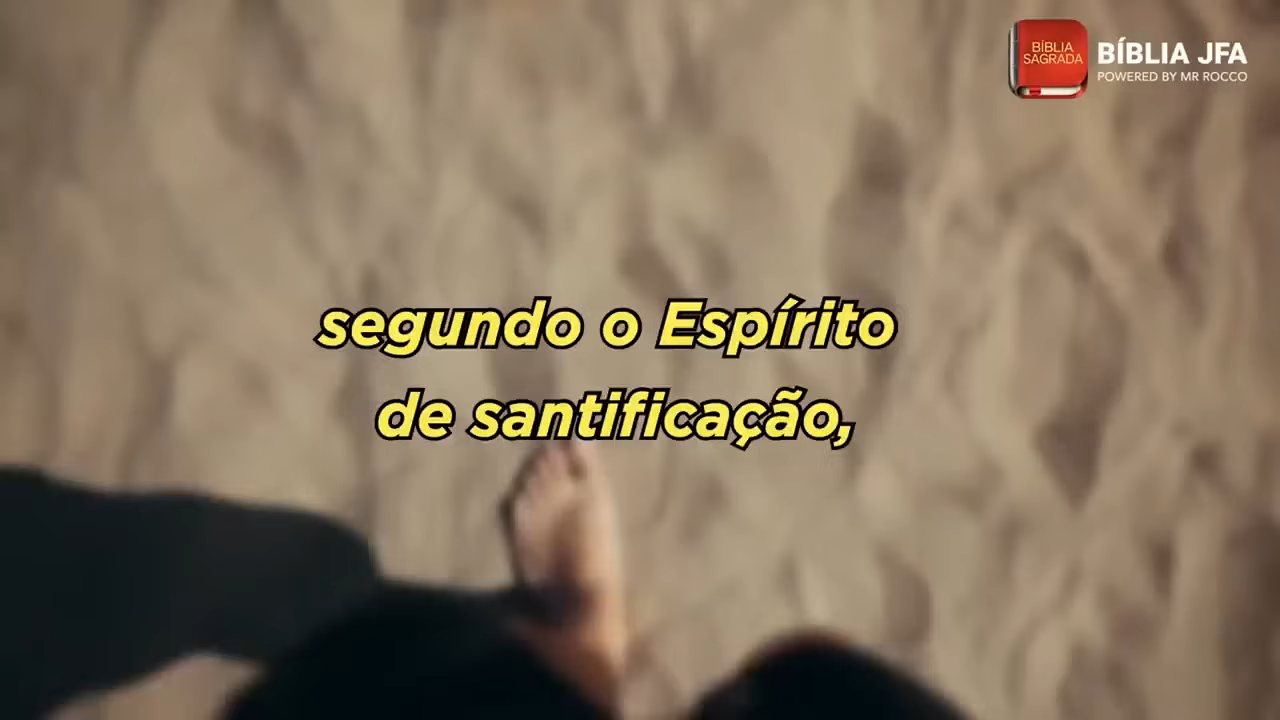 BÍBLIA
SAGRADA
BÍBLIA JFA
POWERED BY MR ROCCO
segundo o Espírito
de santificação,